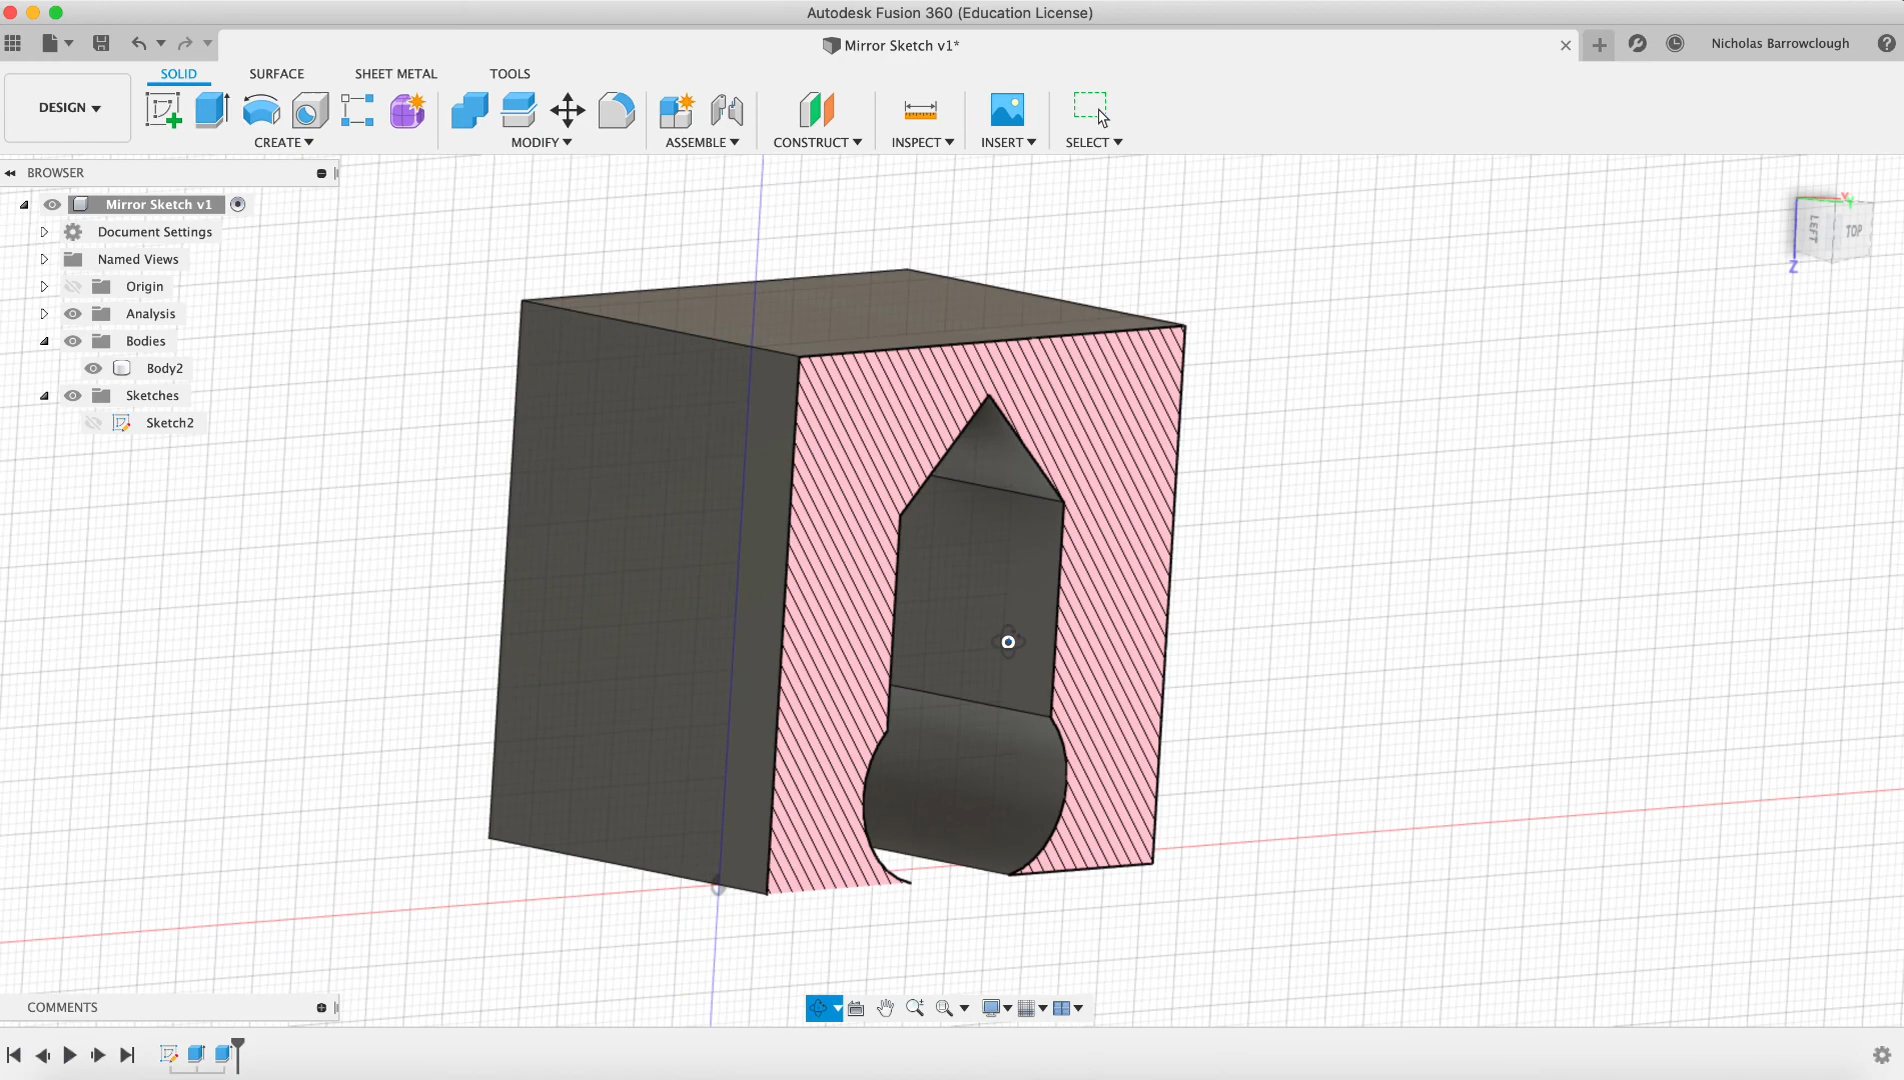 Autodesk Fusion 360 (Education License)
Mirror Sketch v1*
Nicholas Barrowclough
SOLID SURFACE SHEET METAL TOOLS
DESIGN
CREATE MODIFY ASSEMBLE CONSTRUCT INSPECT INSERT SELECT
BROWSER
Mirror Sketch v1
Document Settings
Named Views
Origin
Analysis
Bodies
Body2
Sketches
Sketch2
X
Y
LEFT TOP
Z
COMMENTS